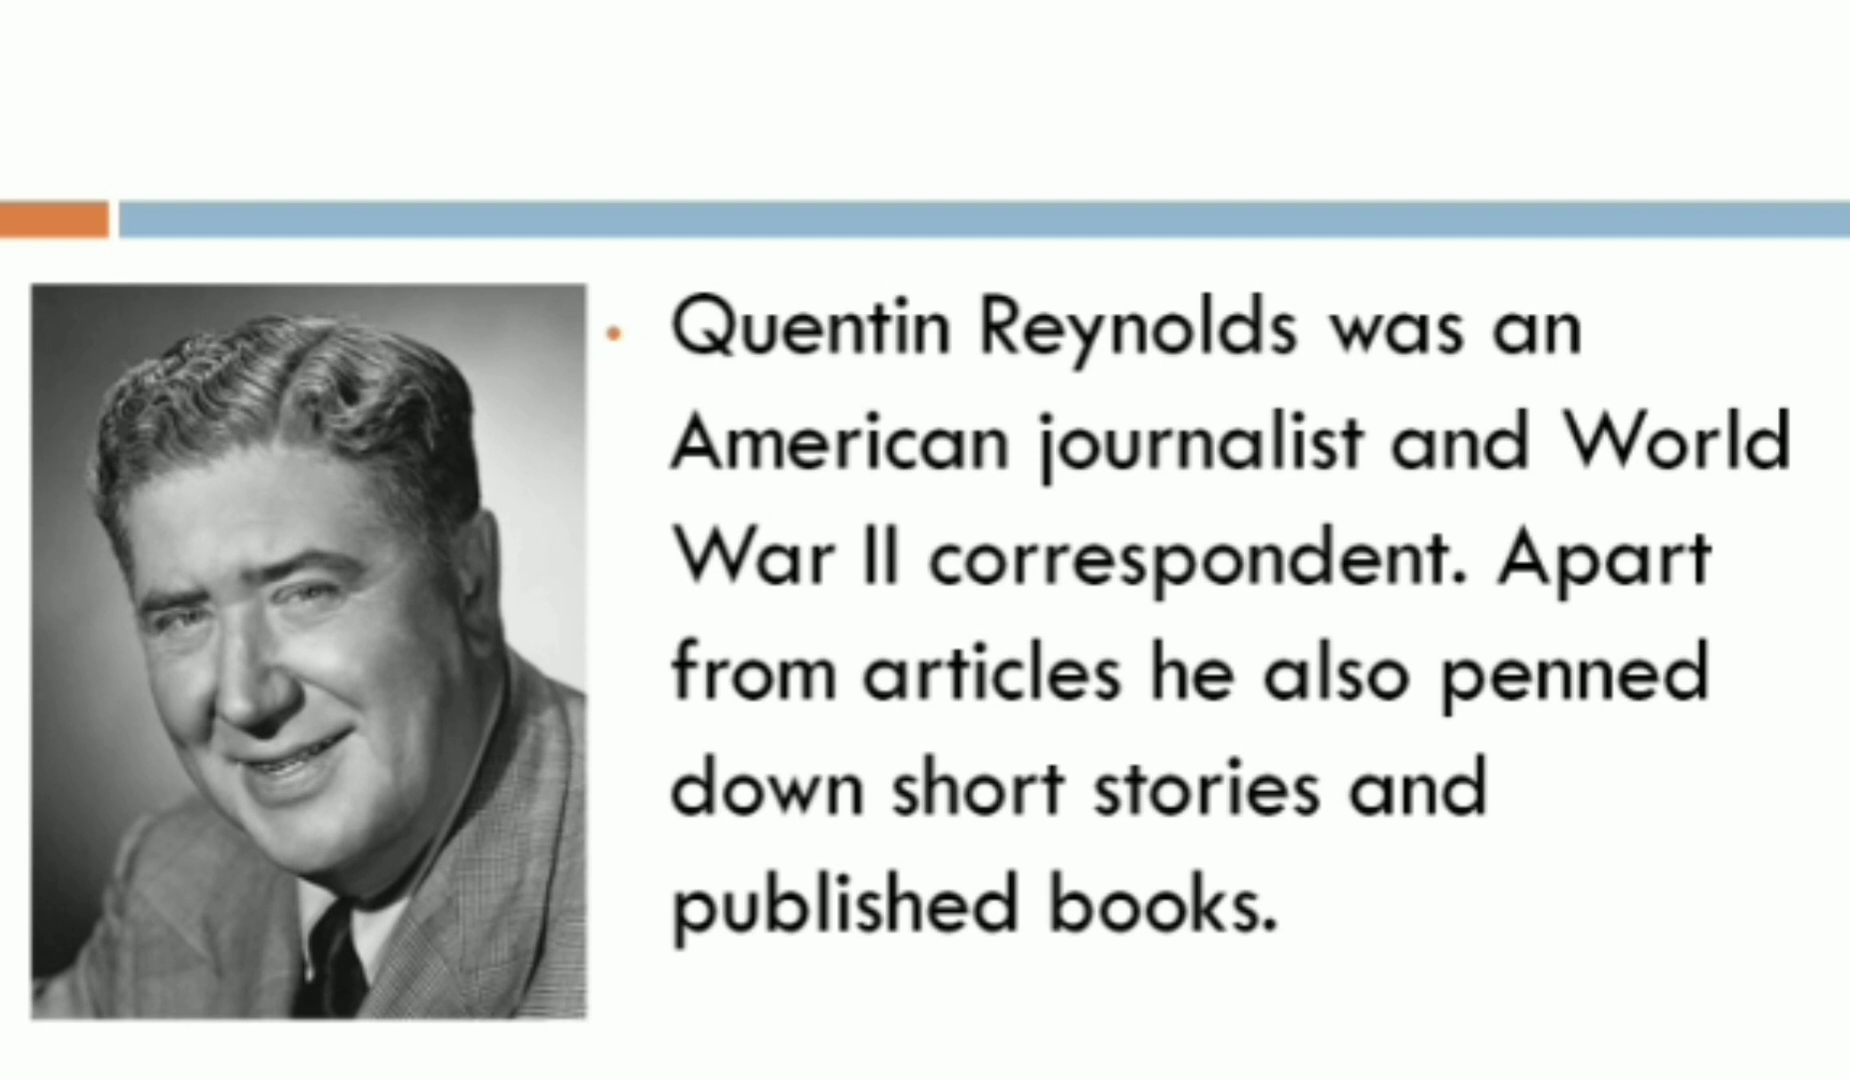 Quentin Reynolds was an
American journalist and World
War II correspondent. Apart
from articles he also penned
down short stories and
published books.